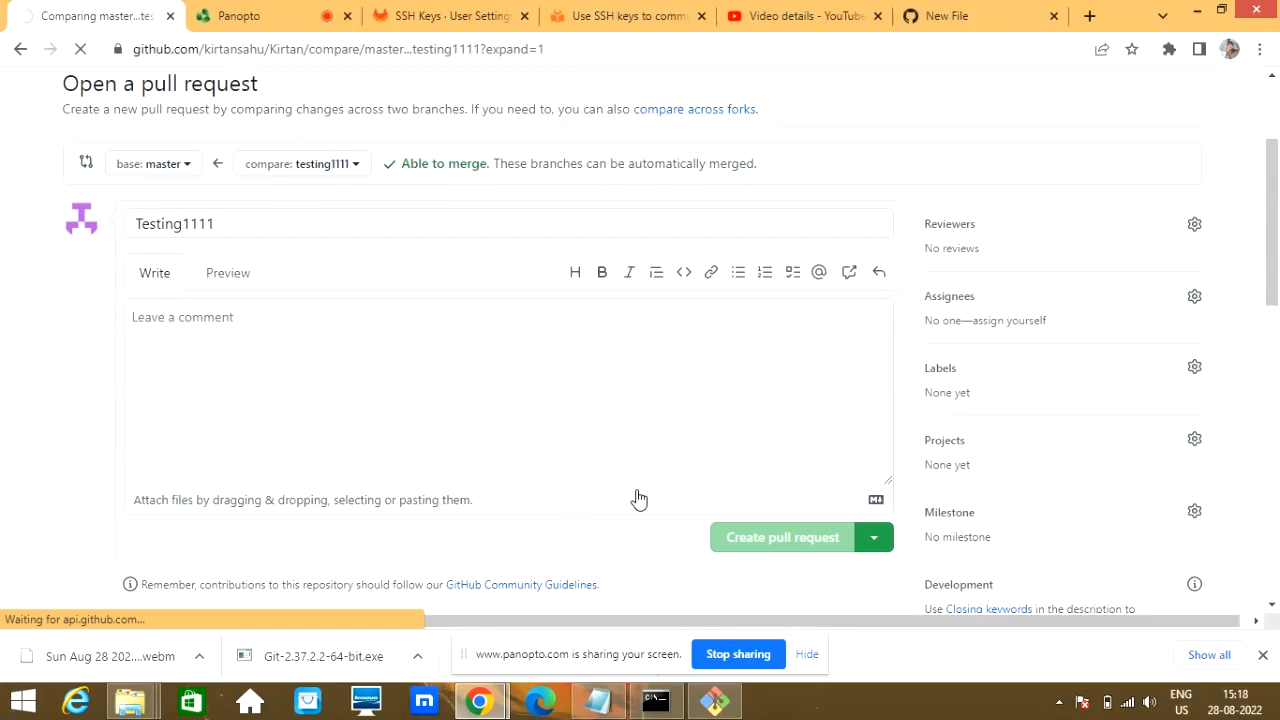 Comparing master...test
Panopto
SSH Keys · User Setting
Use SSH keys to commu
Video details - YouTube
New File
github.com/kirtansahu/Kirtan/compare/master...testing1111?expand=1
Open a pull request
Create a new pull request by comparing changes across two branches. If you need to, you can also compare across forks.
base: master
compare: testing1111
Able to merge. These branches can be automatically merged.
Testing1111
Write
Preview
Leave a comment
Attach files by dragging & dropping, selecting or pasting them.
Create pull request
Remember, contributions to this repository should follow our GitHub Community Guidelines.
Reviewers
No reviews
Assignees
No one—assign yourself
Labels
None yet
Projects
None yet
Milestone
No milestone
Development
Use Closing keywords in the description to
Waiting for api.github.com...
Sun Aug 28 202....webm
Git-2.37.2.2-64-bit.exe
www.panopto.com is sharing your screen.
Stop sharing
Hide
Show all
ENG
US
15:18
28-08-2022